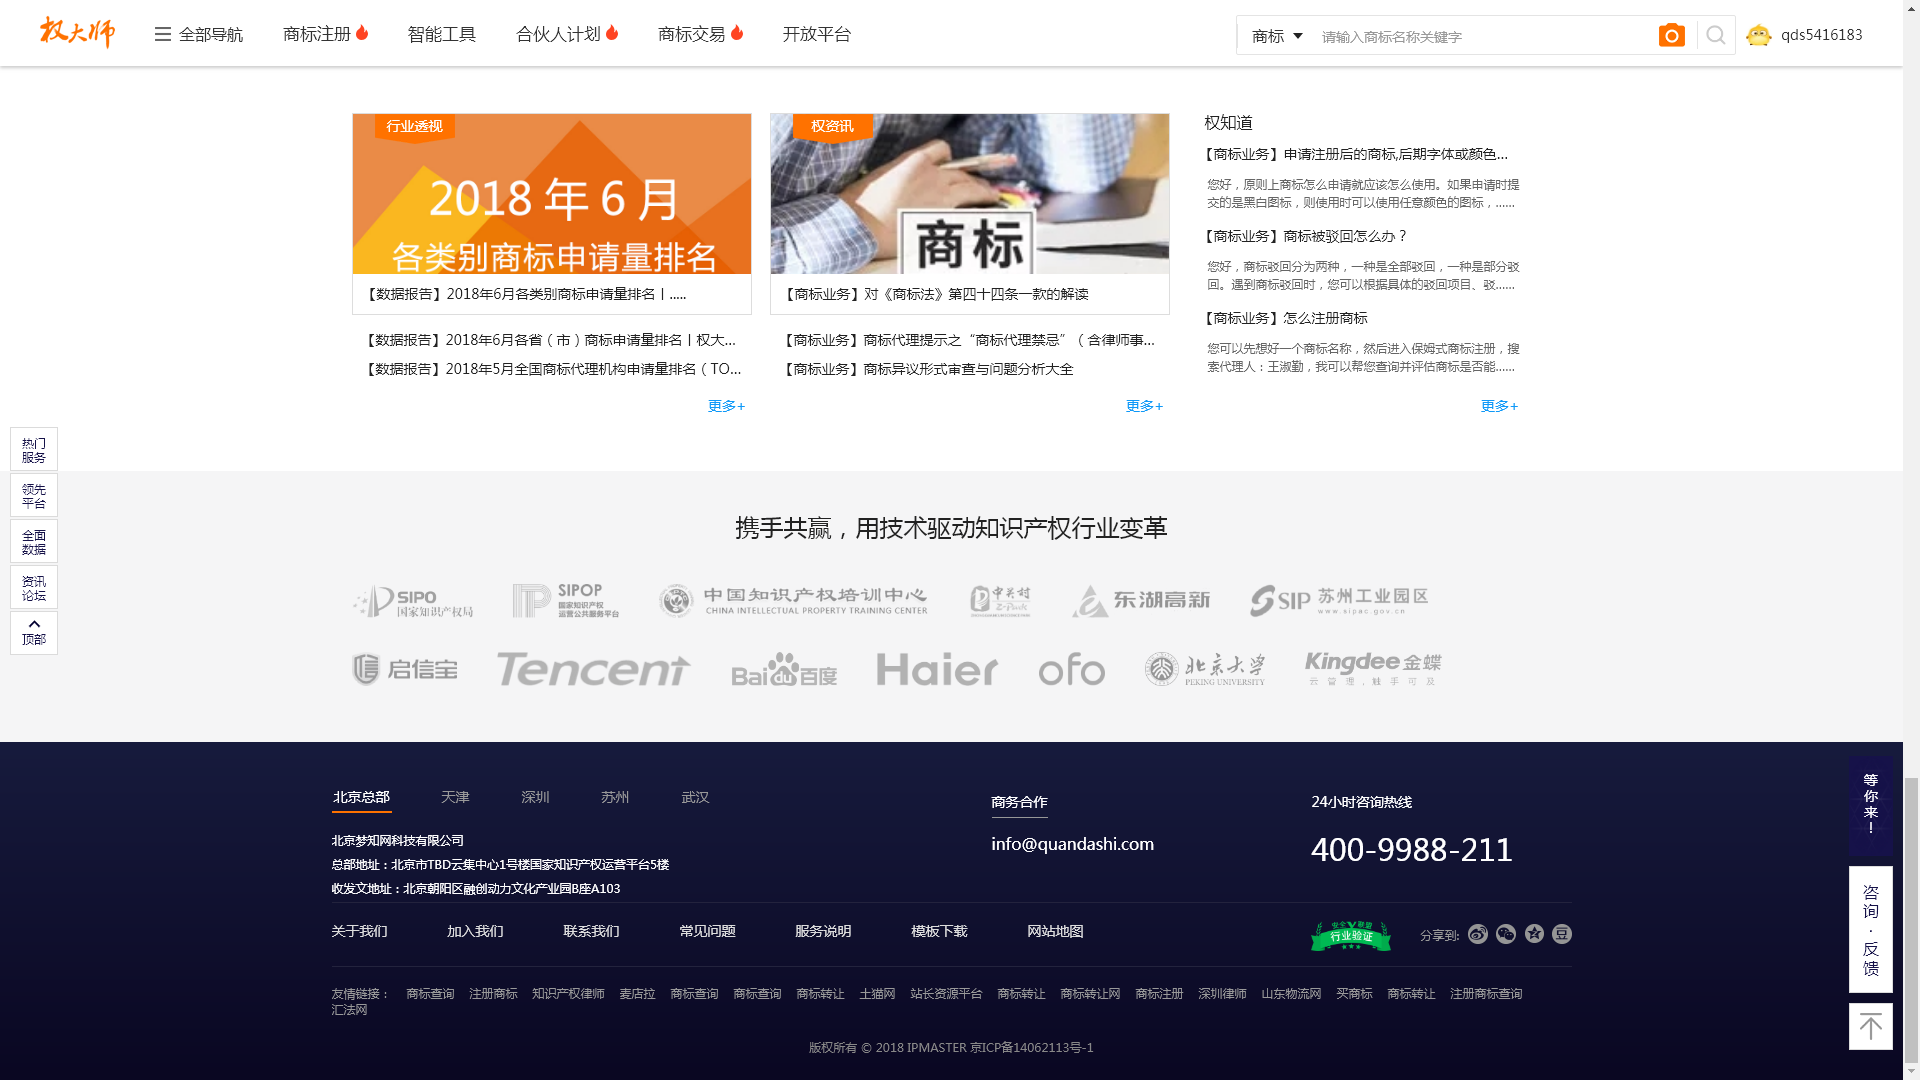 权大师
全部导航
商标注册
智能工具
合伙人计划
商标交易
开放平台
商标
请输入商标名称关键字
qds5416183
行业透视
2018 年 6 月
各类别商标申请量排名
【数据报告】2018年6月各类别商标申请量排名丨.....
【数据报告】2018年6月各省（市）商标申请量排名丨权大...
【数据报告】2018年5月全国商标代理机构申请量排名（TO...
更多+
权资讯
商标
【商标业务】对《商标法》第四十四条一款的解读
【商标业务】商标代理提示之“商标代理禁忌”（含律师事...
【商标业务】商标异议形式审查与问题分析大全
更多+
权知道
【商标业务】申请注册后的商标,后期字体或颜色...
您好，原则上商标怎么申请就应该怎么使用。如果申请时提
交的是黑白图标，则使用时可以使用任意颜色的图标，......
【商标业务】商标被驳回怎么办？
您好，商标驳回分为两种，一种是全部驳回，一种是部分驳
回。遇到商标驳回时，您可以根据具体的驳回项目、驳......
【商标业务】怎么注册商标
您可以先想好一个商标名称，然后进入保姆式商标注册，搜
索代理人：王淑勤，我可以帮您查询并评估商标是否能......
更多+
热门
服务
领先
平台
全面
数据
资讯
论坛
顶部
携手共赢，用技术驱动知识产权行业变革
SIPO
国家知识产权局
SIPOP
国家知识产权
运营公共服务平台
中国知识产权培训中心
CHINA INTELLECTUAL PROPERTY TRAINING CENTER
中关村
Z-Park
东湖高新
SIP 苏州工业园区
www.sipac.gov.cn
启信宝
Tencent
Baidu百度
Haier
ofo
北京大学
PEKING UNIVERSITY
Kingdee金蝶
云管理，触手可及
北京总部
天津
深圳
苏州
武汉
北京梦知网科技有限公司
总部地址：北京市TBD云集中心1号楼国家知识产权运营平台5楼
收发文地址：北京朝阳区融创动力文化产业园B座A103
商务合作
info@quandashi.com
24小时咨询热线
400-9988-211
关于我们
加入我们
联系我们
常见问题
服务说明
模板下载
网站地图
安全联盟
行业验证
分享到:
豆
友情链接： 商标查询 注册商标 知识产权律师 麦店拉 商标查询 商标查询 商标转让 土猫网 站长资源平台 商标转让 商标转让网 商标注册 深圳律师 山东物流网 买商标 商标转让 注册商标查询
汇法网
版权所有 © 2018 IPMASTER 京ICP备14062113号-1
等你来！
咨询·反馈